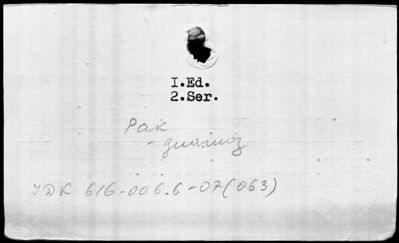 I.Ed.
2.Ser.
Рак
- диагноз
УДК 616-006.6-07(063)